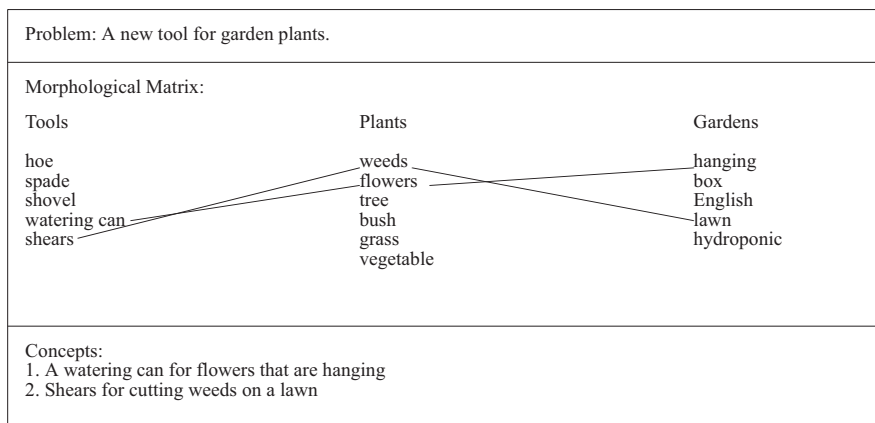 Problem: A new tool for garden plants.
Morphological Matrix:
Tools Plants Gardens
hoe weeds hanging
spade flowers box
shovel tree English
watering can bush lawn
shears grass hydroponic
vegetable
Concepts:
1. A watering can for flowers that are hanging
2. Shears for cutting weeds on a lawn